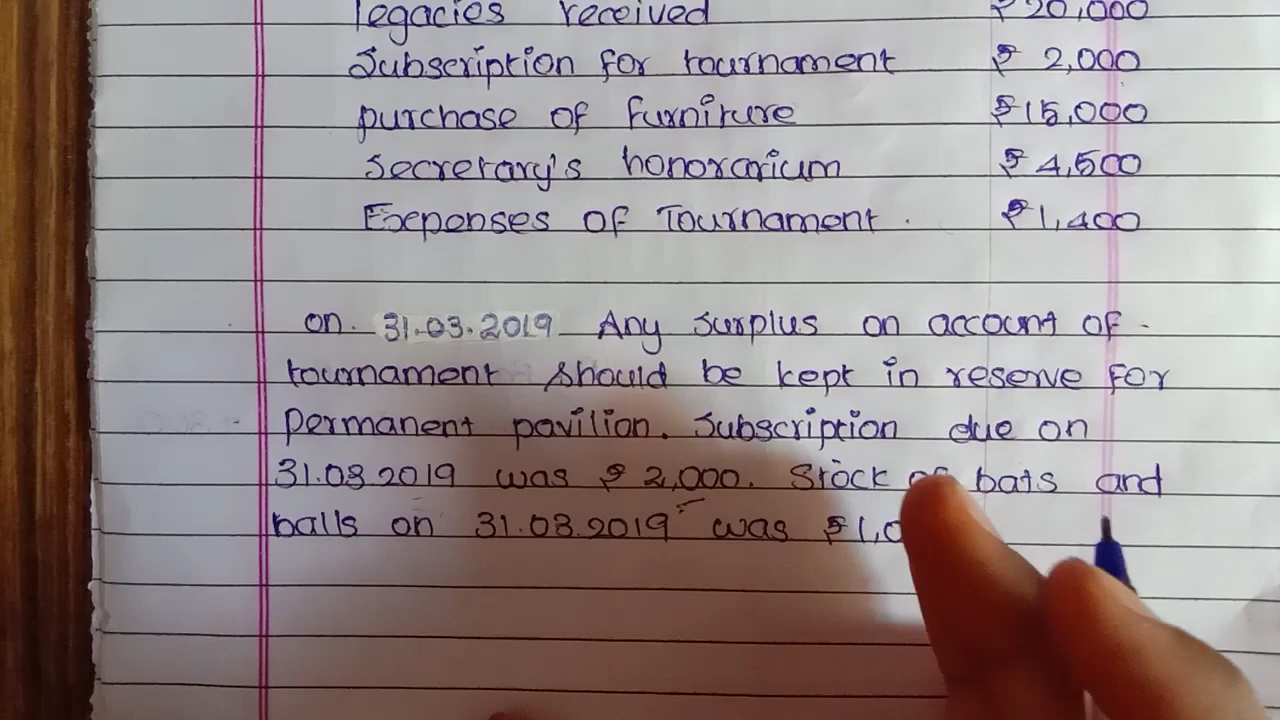 legacies received ₹ 20,000
Subscription for tournament ₹ 2,000
purchase of furniture ₹ 15,000
Secretary's honorarium ₹ 4,500
Expenses of Tournament. ₹ 1,400
on 31.03.2019 Any surplus on account of
tournament should be kept in reserve for
permanent pavilion. Subscription due on
31.03.2019 was ₹ 2,000. Stock of bats and
balls on 31.03.2019 was ₹ 1,0